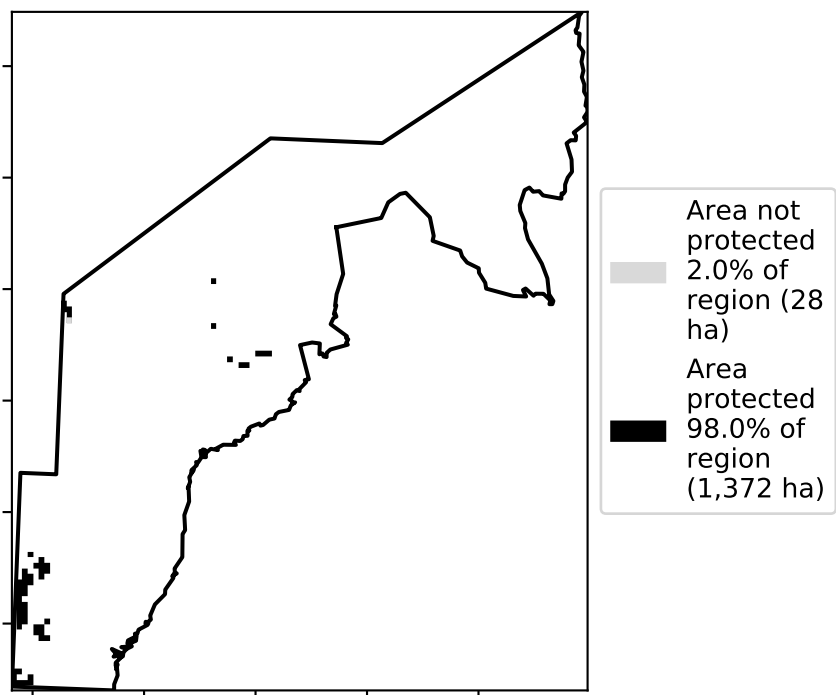 Area not
protected
2.0% of
region (28
ha)
Area
protected
98.0% of
region
(1,372 ha)